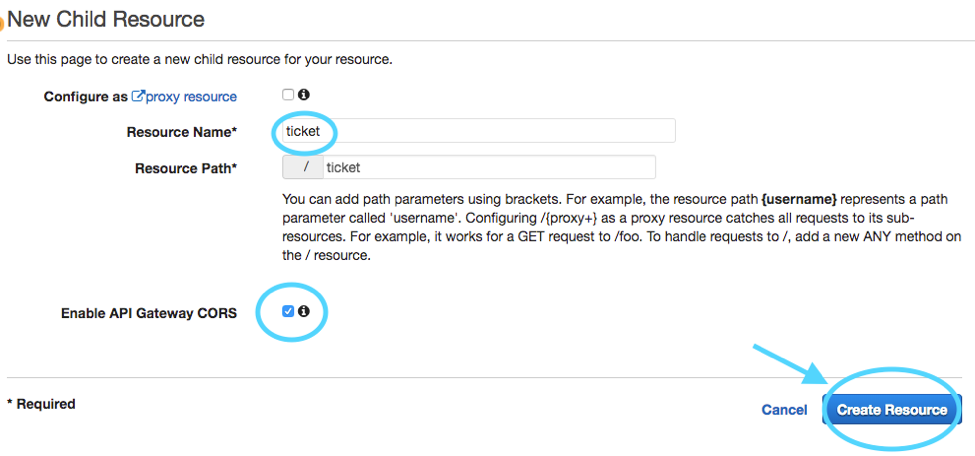 New Child Resource
Use this page to create a new child resource for your resource.
Configure as proxy resource
Resource Name* ticket
Resource Path* / ticket
You can add path parameters using brackets. For example, the resource path {username} represents a path
parameter called 'username'. Configuring /{proxy+} as a proxy resource catches all requests to its sub-
resources. For example, it works for a GET request to /foo. To handle requests to /, add a new ANY method on
the / resource.
Enable API Gateway CORS
* Required
Cancel Create Resource